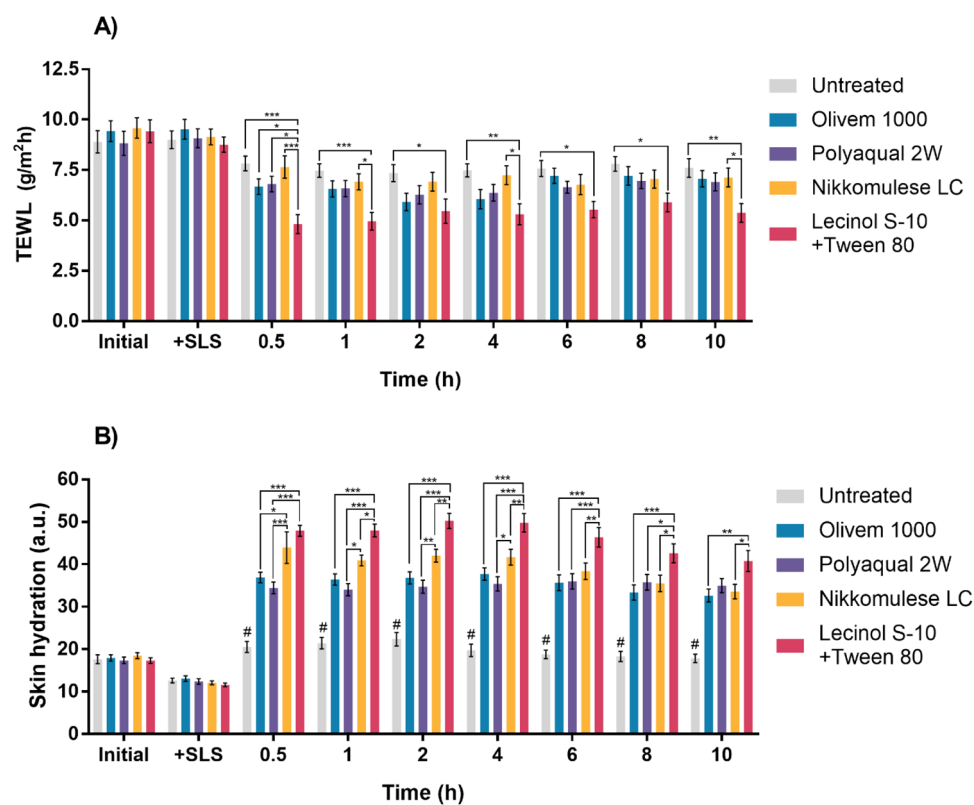 A)
12.5
10.0
7.5
5.0
2.5
0.0
TEWL (g/m²h)
*** * * ***
*** *
*
** *
*
*
** *
Initial +SLS 0.5 1 2 4 6 8 10
Time (h)
Untreated
Olivem 1000
Polyaqual 2W
Nikkomulese LC
Lecinol S-10
+Tween 80
B)
60
50
40
30
20
10
0
Skin hydration (a.u.)
*** *** * ***
*** *** * *
*** *** ** **
*** *** ** *
*** *** **
*** * *
** *
# # # # # # #
Initial +SLS 0.5 1 2 4 6 8 10
Time (h)
Untreated
Olivem 1000
Polyaqual 2W
Nikkomulese LC
Lecinol S-10
+Tween 80